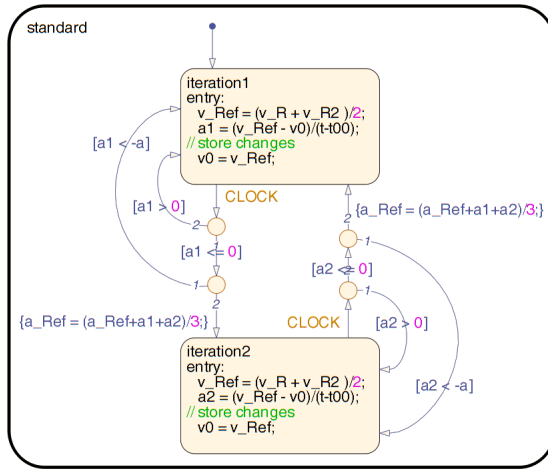 standard
iteration1
entry:
v_Ref = (v_R + v_R2 )/2;
a1 = (v_Ref - v0)/(t-t00);
// store changes
v0 = v_Ref;
[a1 < -a]
CLOCK
[a1 > 0]
2
1
[a1 <= 0]
1
2
{a_Ref = (a_Ref+a1+a2)/3;}
2
{a_Ref = (a_Ref+a1+a2)/3;}
1
[a2 <= 0]
2
1
CLOCK
[a2 > 0]
[a2 < -a]
iteration2
entry:
v_Ref = (v_R + v_R2 )/2;
a2 = (v_Ref - v0)/(t-t00);
// store changes
v0 = v_Ref;